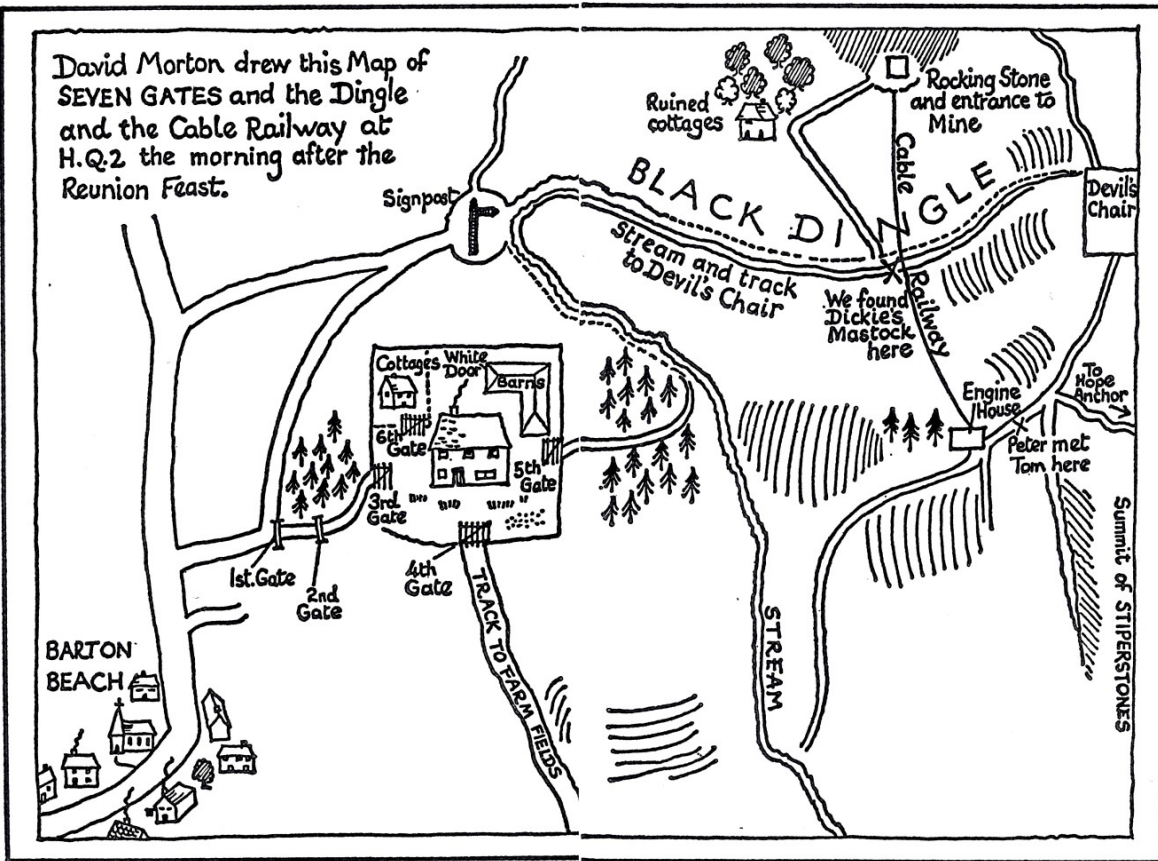 David Morton drew this Map of
SEVEN GATES and the Dingle
and the Cable Railway at
H.Q.2 the morning after the
Reunion Feast.
Signpost
Ruined
cottages
Rocking Stone
and entrance to
Mine
Cable
Railway
BLACK DINGLE
Devil's
Chair
Stream and track
to Devil's Chair
We found
Dickie's
Mastock
here
To
Hope
Anchor
Engine
House
Peter met
Tom here
Cottages
White
Door
Barns
6th
Gate
5th
Gate
3rd
Gate
4th
Gate
1st. Gate
2nd
Gate
TRACK TO FARM FIELDS
STREAM
Summit of STIPERSTONES
BARTON
BEACH